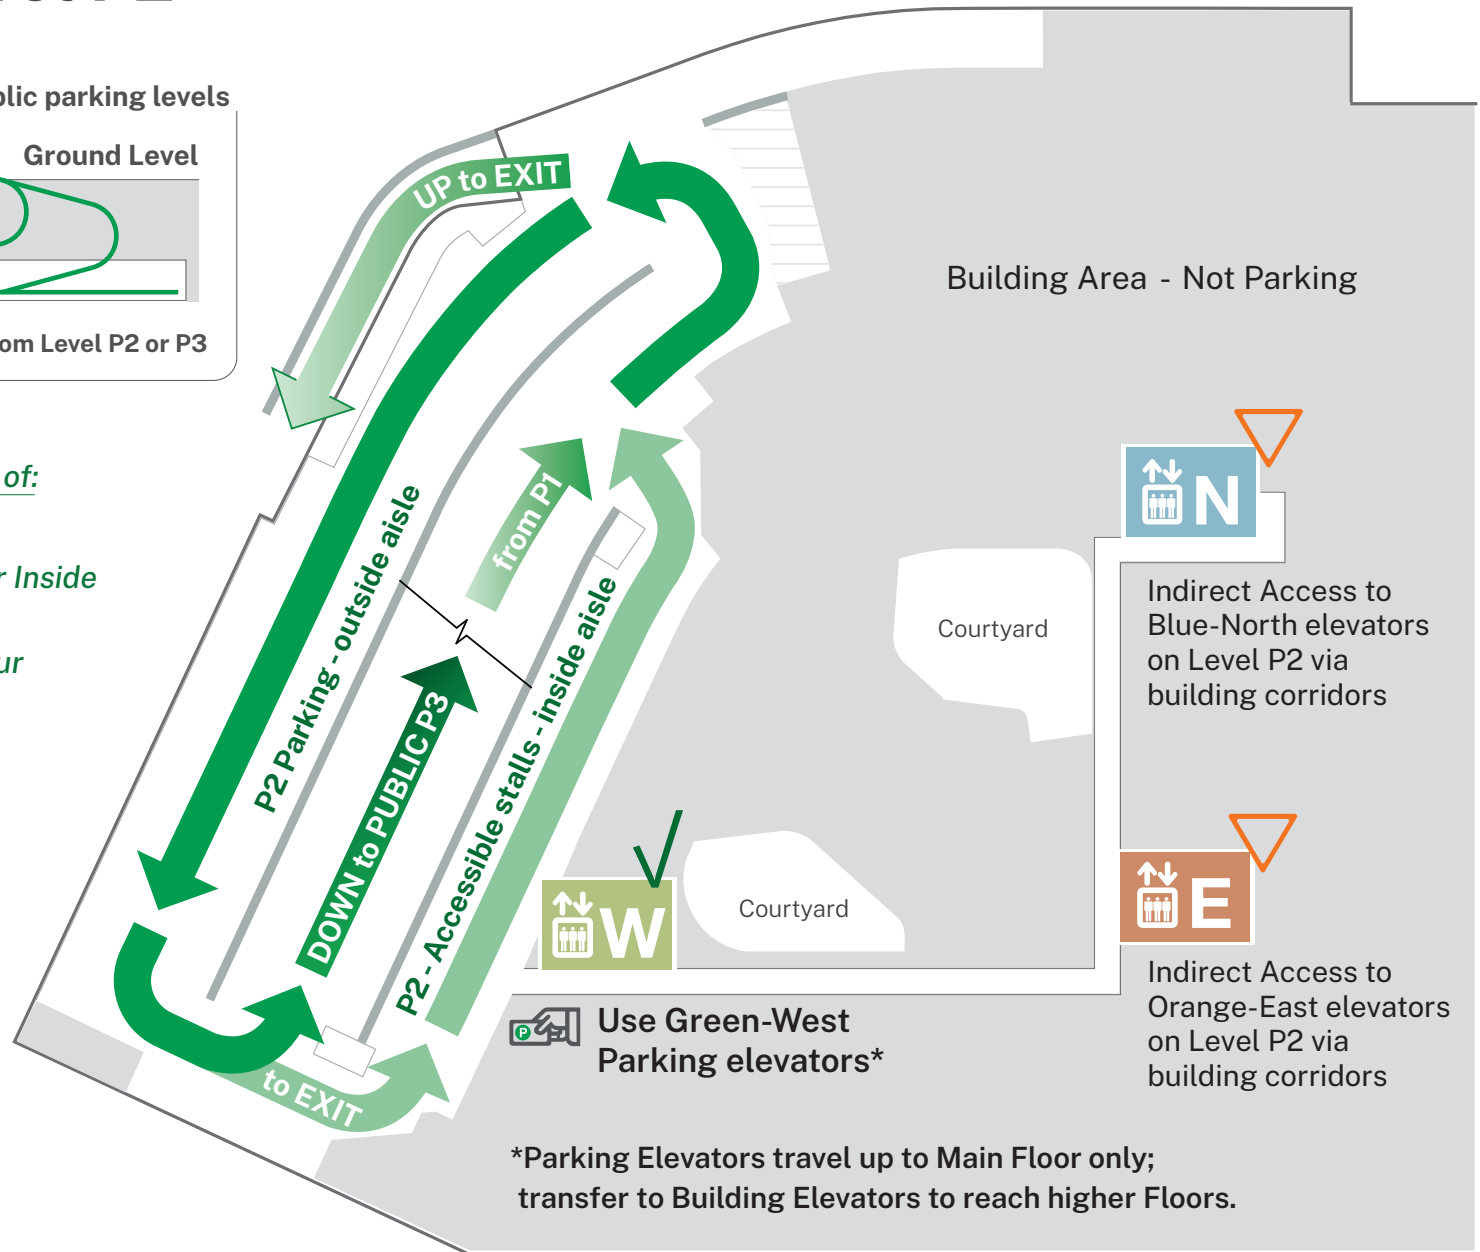 parking levels
Ground Level
Level P2 or P3
of:
Inside
UP to EXIT
Building Area - Not Parking
from P1
P2 Parking - outside aisle
DOWN to PUBLIC P3
P2 - Accessible stalls - inside aisle
to EXIT
N
Indirect Access to
Blue-North elevators
on Level P2 via
building corridors
Courtyard
W
Courtyard
E
Indirect Access to
Orange-East elevators
on Level P2 via
building corridors
P
Use Green-West
Parking elevators*
*Parking Elevators travel up to Main Floor only;
transfer to Building Elevators to reach higher Floors.